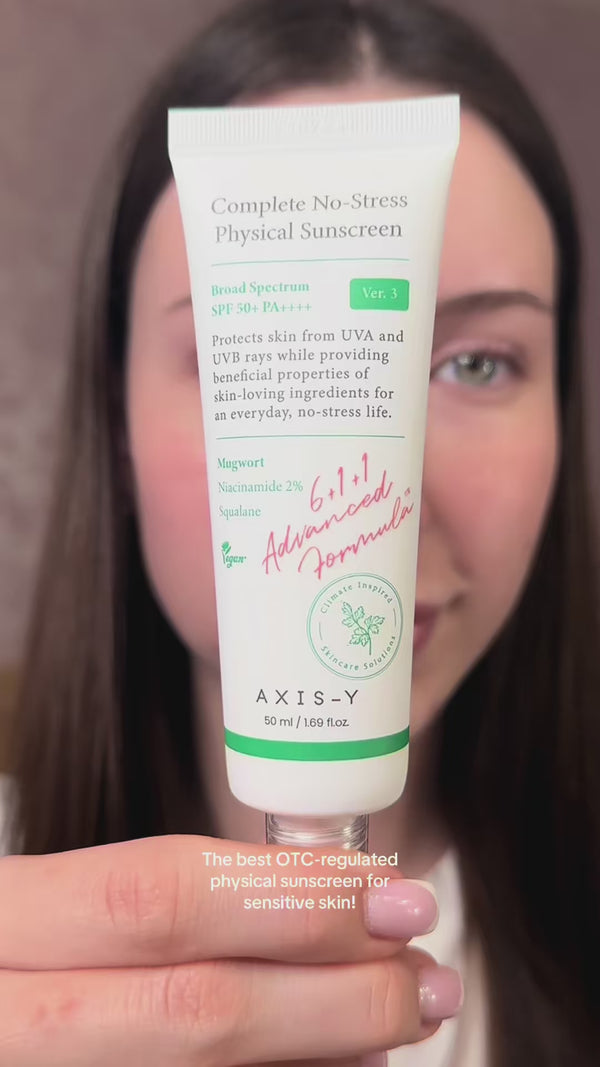 Complete No-Stress
Physical Sunscreen
Broad Spectrum
SPF 50+ PA++++
Ver. 3
Protects skin from UVA and
UVB rays while providing
beneficial properties of
skin-loving ingredients for
an everyday, no-stress life.
Mugwort
Niacinamide 2%
Squalane
6+1+1
Advanced
Formula™
Vegan
Climate Inspired
Skincare Solutions
AXIS-Y
50 ml / 1.69 fl.oz.
The best OTC-regulated
physical sunscreen for
sensitive skin!